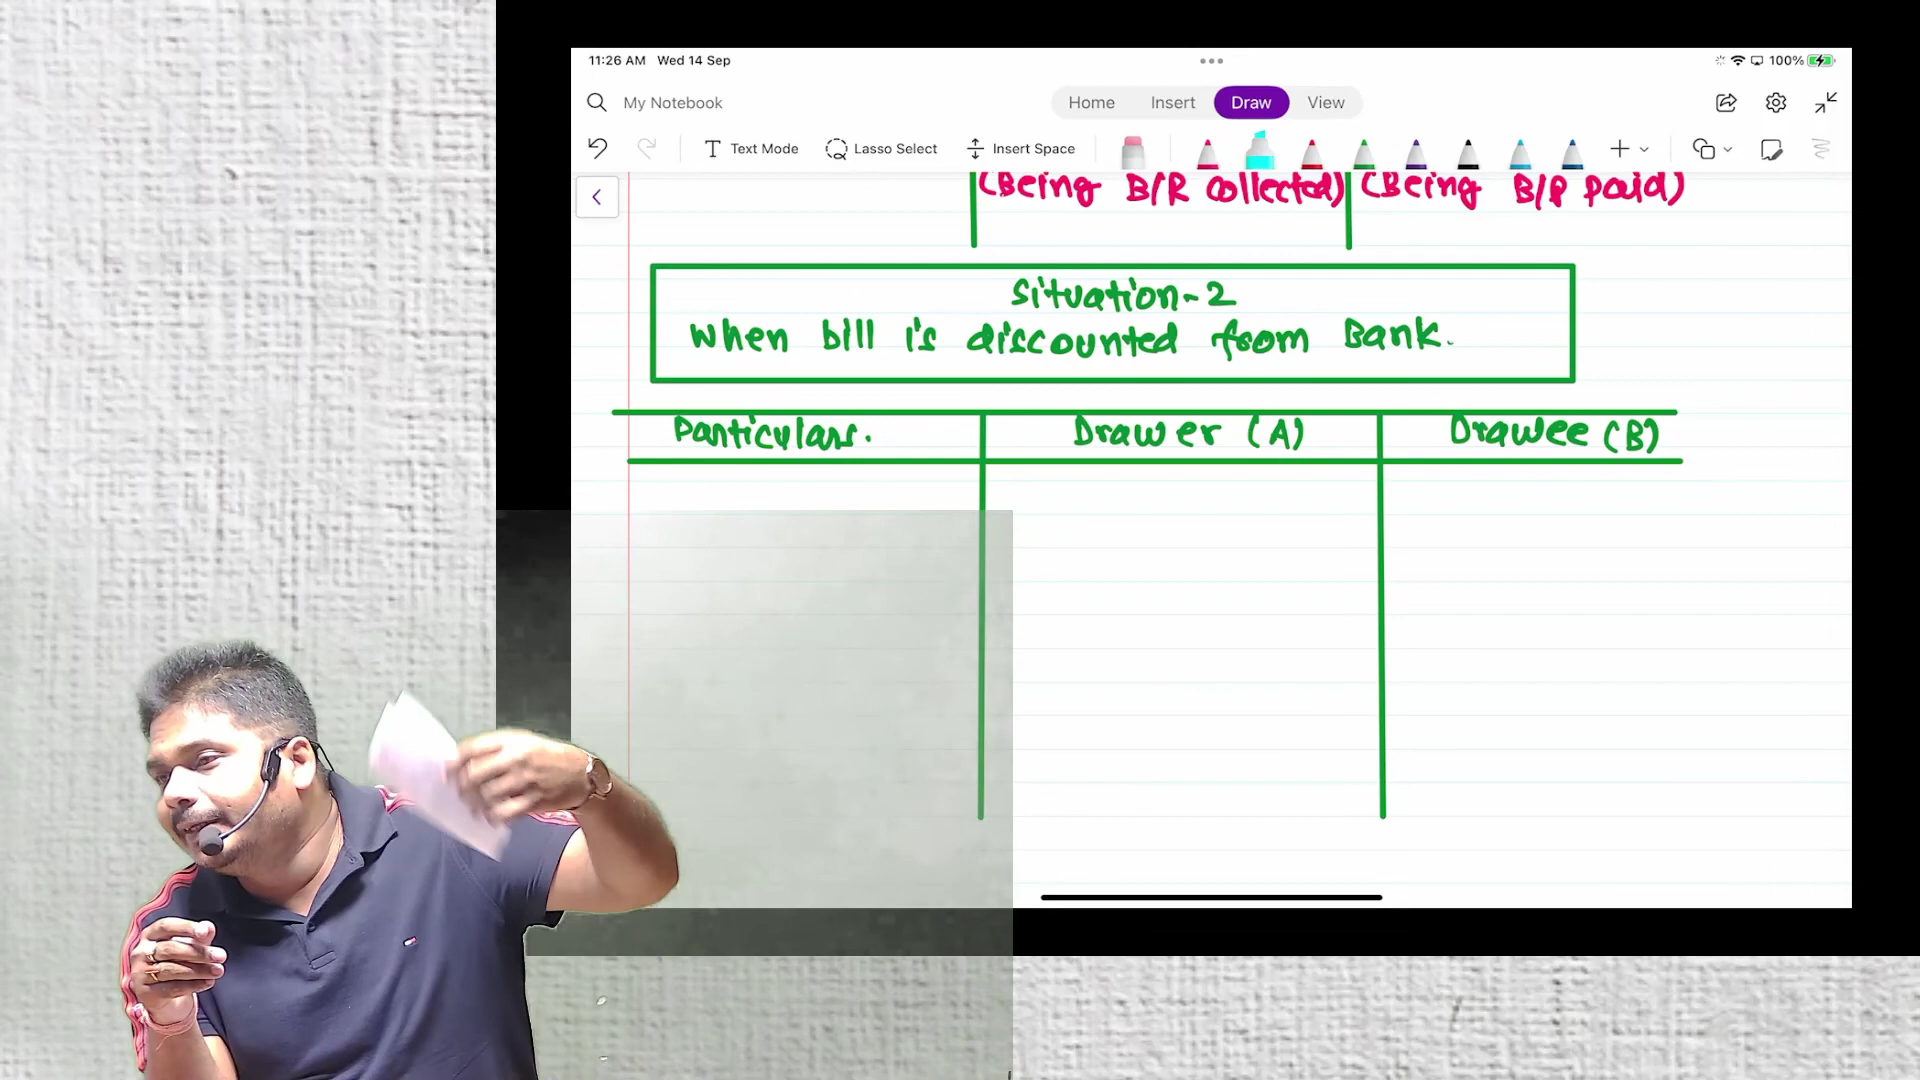 11:26 AM Wed 14 Sep
100%
My Notebook
Home Insert Draw View
Text Mode Lasso Select Insert Space
(Being B/R collected) (Being B/P paid)
Situation-2
When bill is discounted from Bank.
Particulars. Drawer (A) Drawee (B)